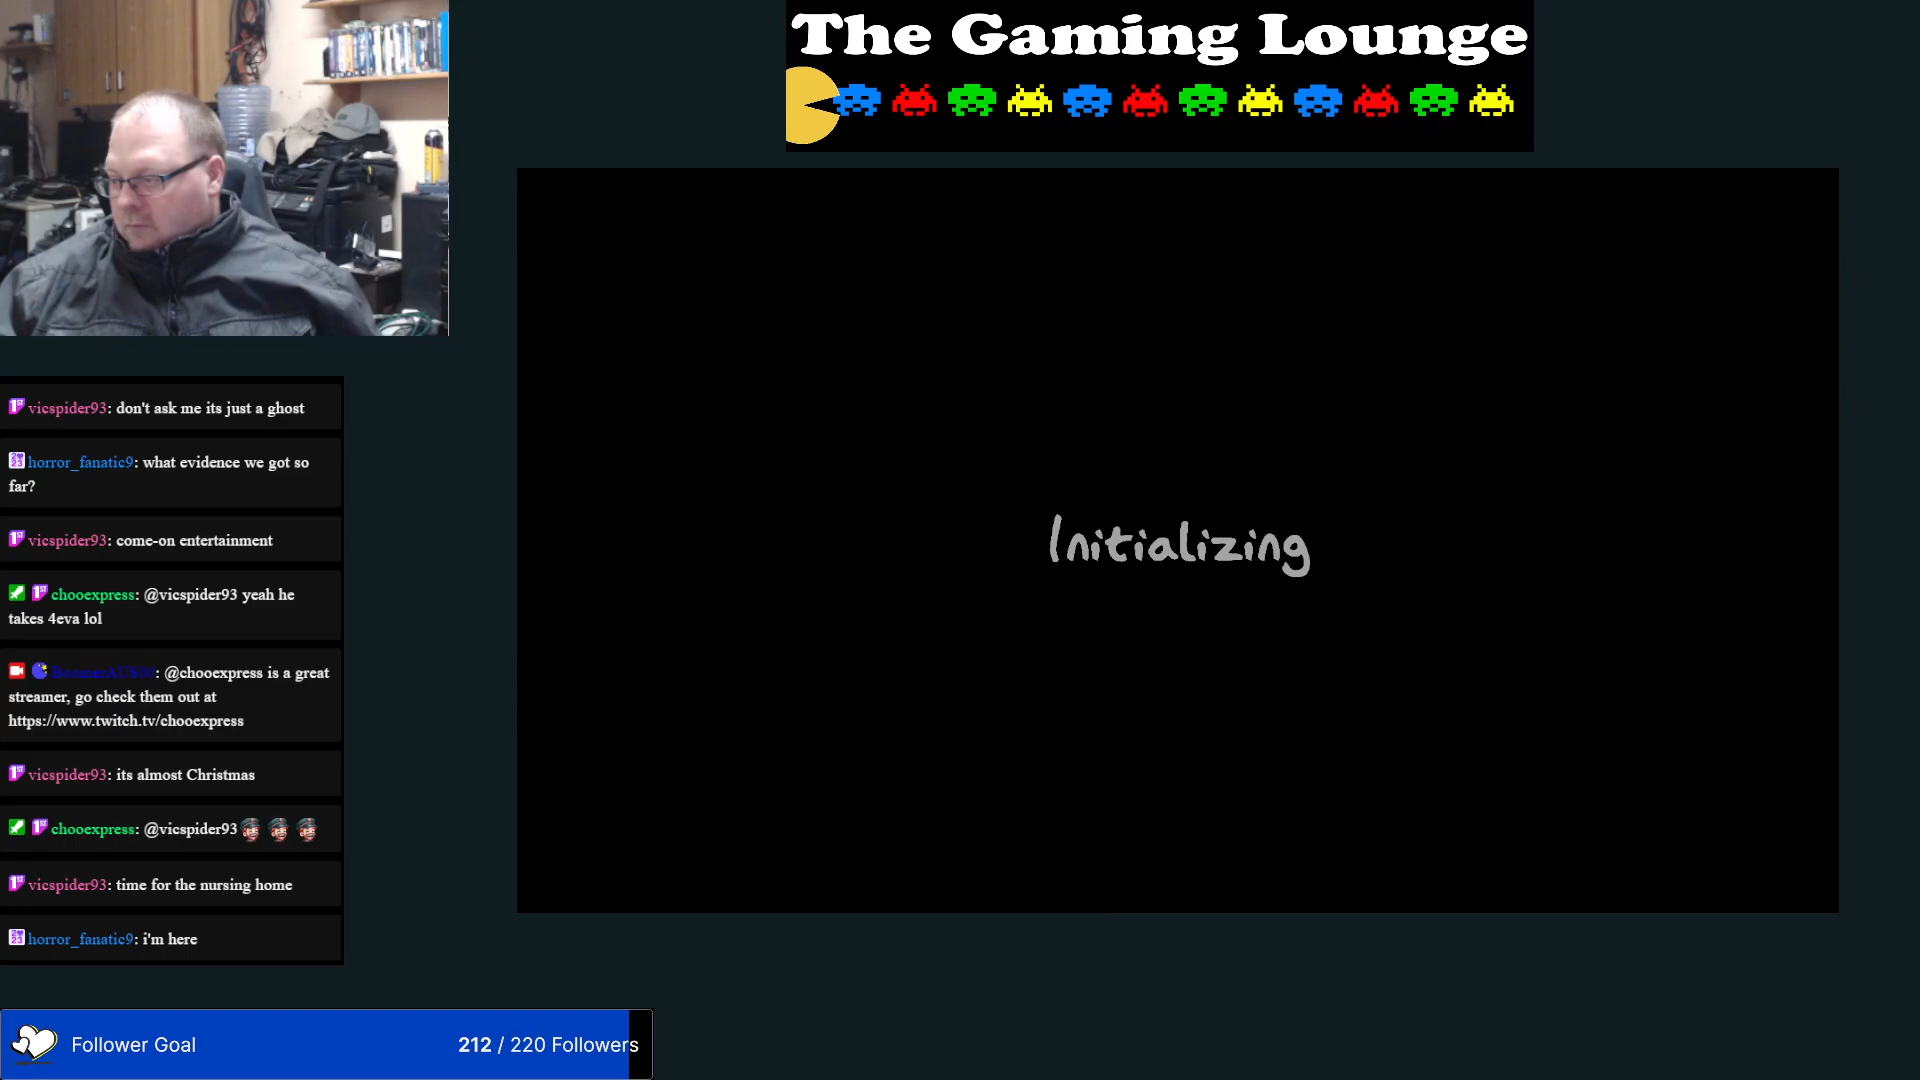 The Gaming Lounge
Initializing
vicspider93: don't ask me its just a ghost
horror_fanatic9: what evidence we got so
far?
vicspider93: come-on entertainment
chooexpress: @vicspider93 yeah he
takes 4eva lol
: @chooexpress is a great
streamer, go check them out at
https://www.twitch.tv/chooexpress
vicspider93: its almost Christmas
chooexpress: @vicspider93
vicspider93: time for the nursing home
horror_fanatic9: i'm here
Follower Goal 212 / 220 Followers